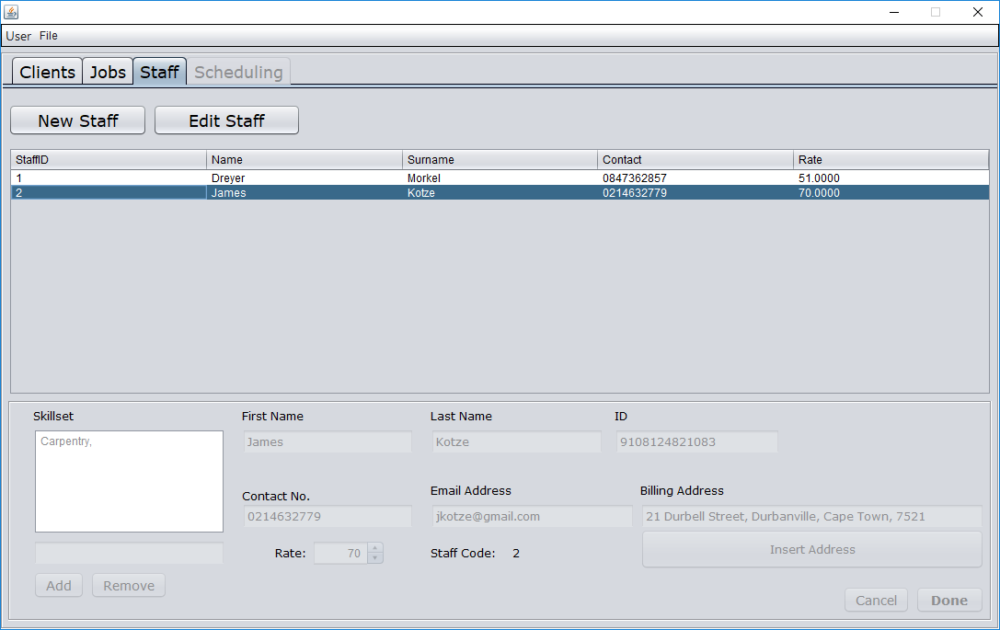 User File
Clients Jobs Staff Scheduling
New Staff Edit Staff
StaffID Name Surname Contact Rate
1 Dreyer Morkel 0847362857 51.0000
2 James Kotze 0214632779 70.0000
Skillset First Name Last Name ID
Carpentry, James Kotze 9108124821083
Contact No. Email Address Billing Address
0214632779 jkotze@gmail.com 21 Durbell Street, Durbanville, Cape Town, 7521
Rate: 70 Staff Code: 2 Insert Address
Add Remove
Cancel Done